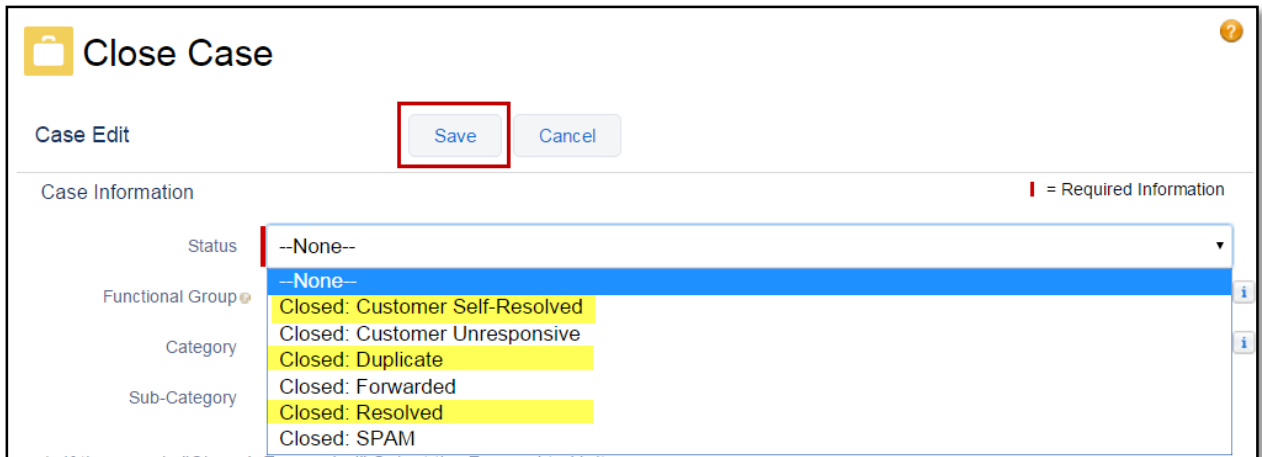 ?
Close Case
Case Edit Save Cancel
Case Information = Required Information
Status --None--
--None--
Functional Group
Closed: Customer Self-Resolved
Closed: Customer Unresponsive
Category
Closed: Duplicate
Closed: Forwarded
Sub-Category
Closed: Resolved
Closed: SPAM